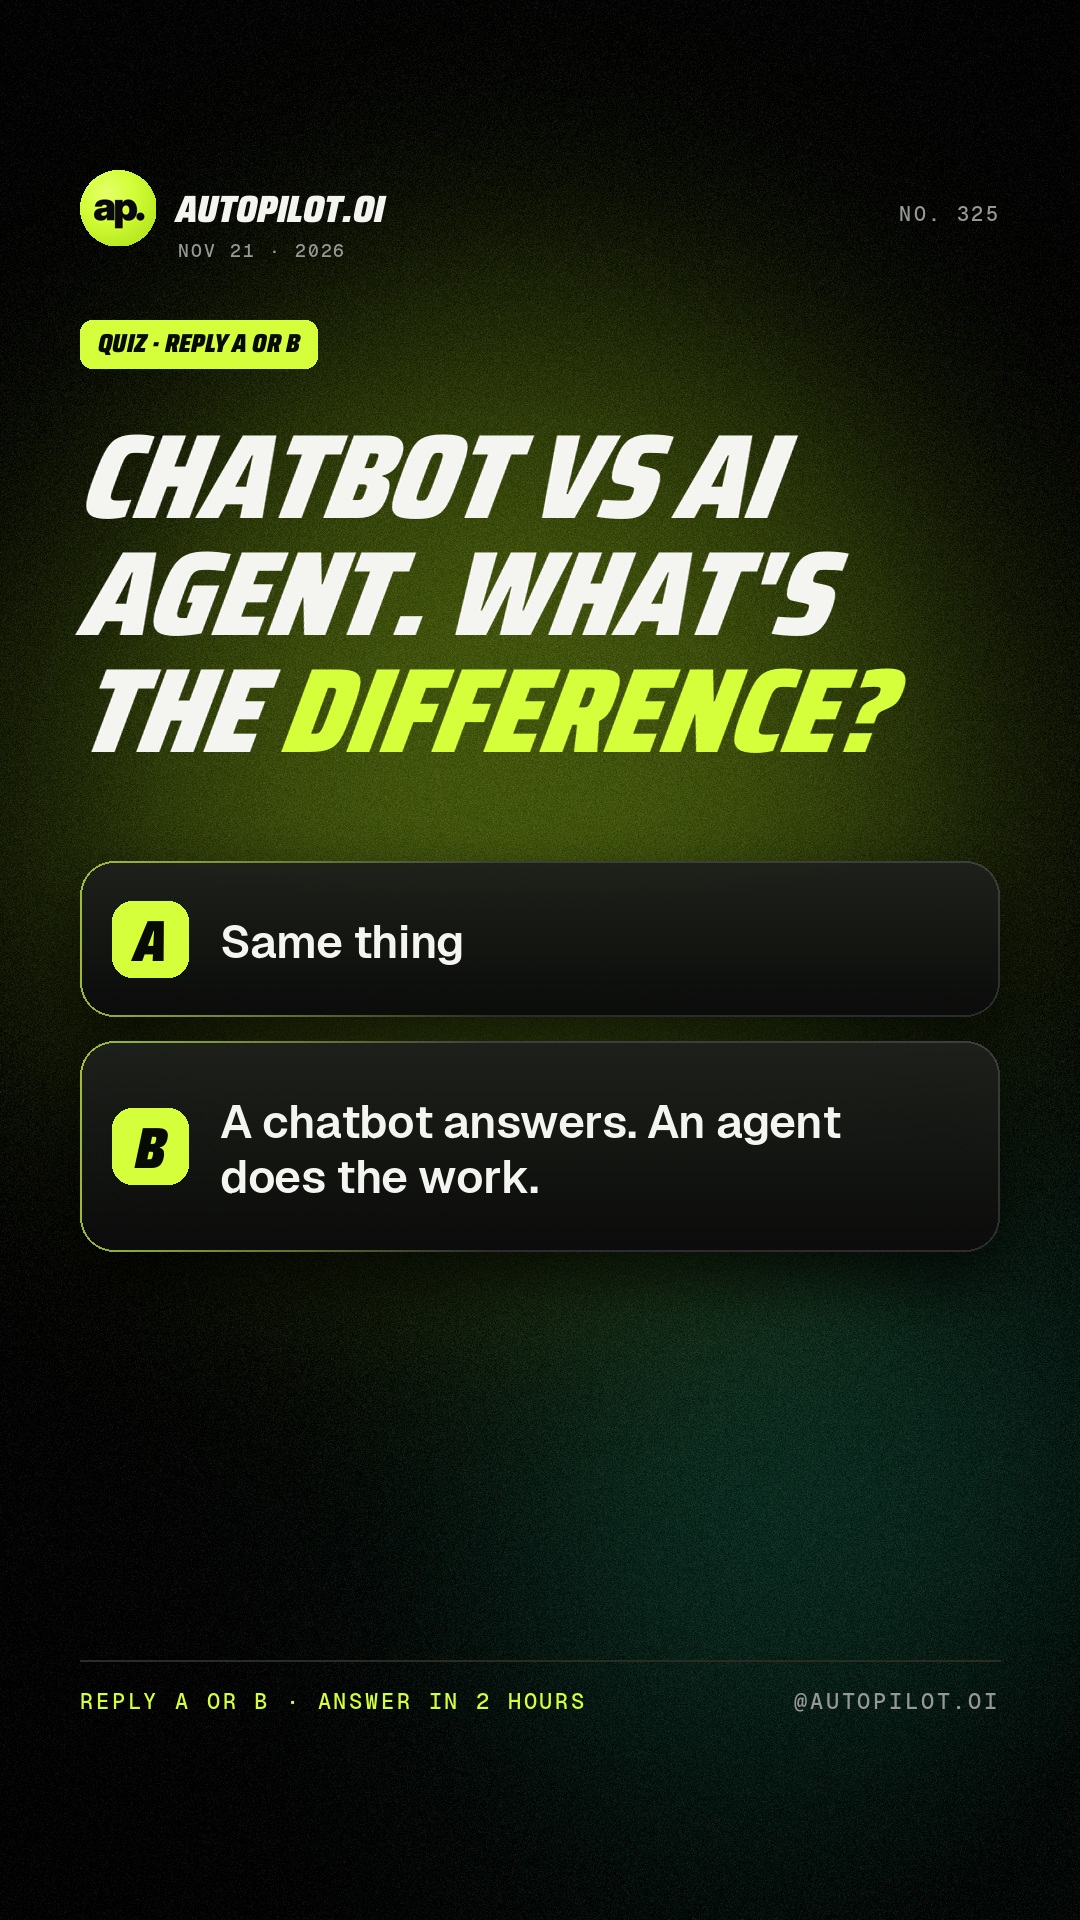 ap.
AUTOPILOT.OI
NOV 21 · 2026
NO. 325
QUIZ · REPLY A OR B
CHATBOT VS AI
AGENT. WHAT'S
THE DIFFERENCE?
A
Same thing
B
A chatbot answers. An agent
does the work.
REPLY A OR B · ANSWER IN 2 HOURS
@AUTOPILOT.OI